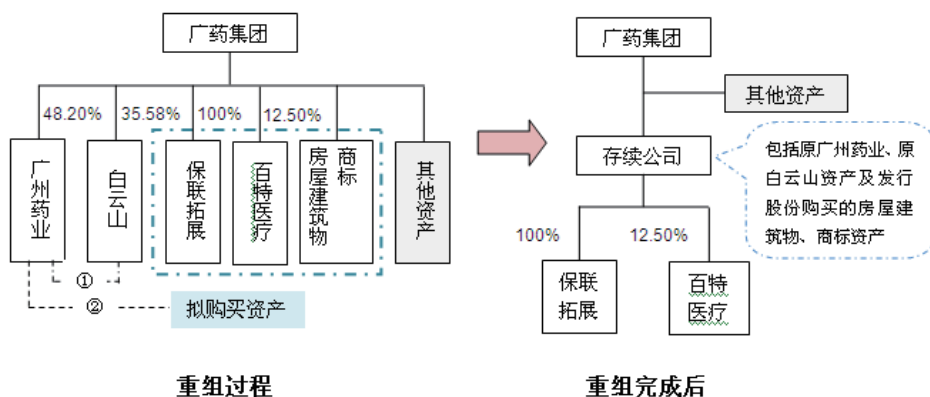 广药集团
48.20%
35.58%
100%
12.50%
广州药业
白云山
保联拓展
百特医疗
商标
房屋建筑物
其他资产
①
②
拟购买资产
重组过程
广药集团
其他资产
存续公司
包括原广州药业、原
白云山资产及发行
股份购买的房屋建
筑物、商标资产
100%
12.50%
保联
拓展
百特
医疗
重组完成后